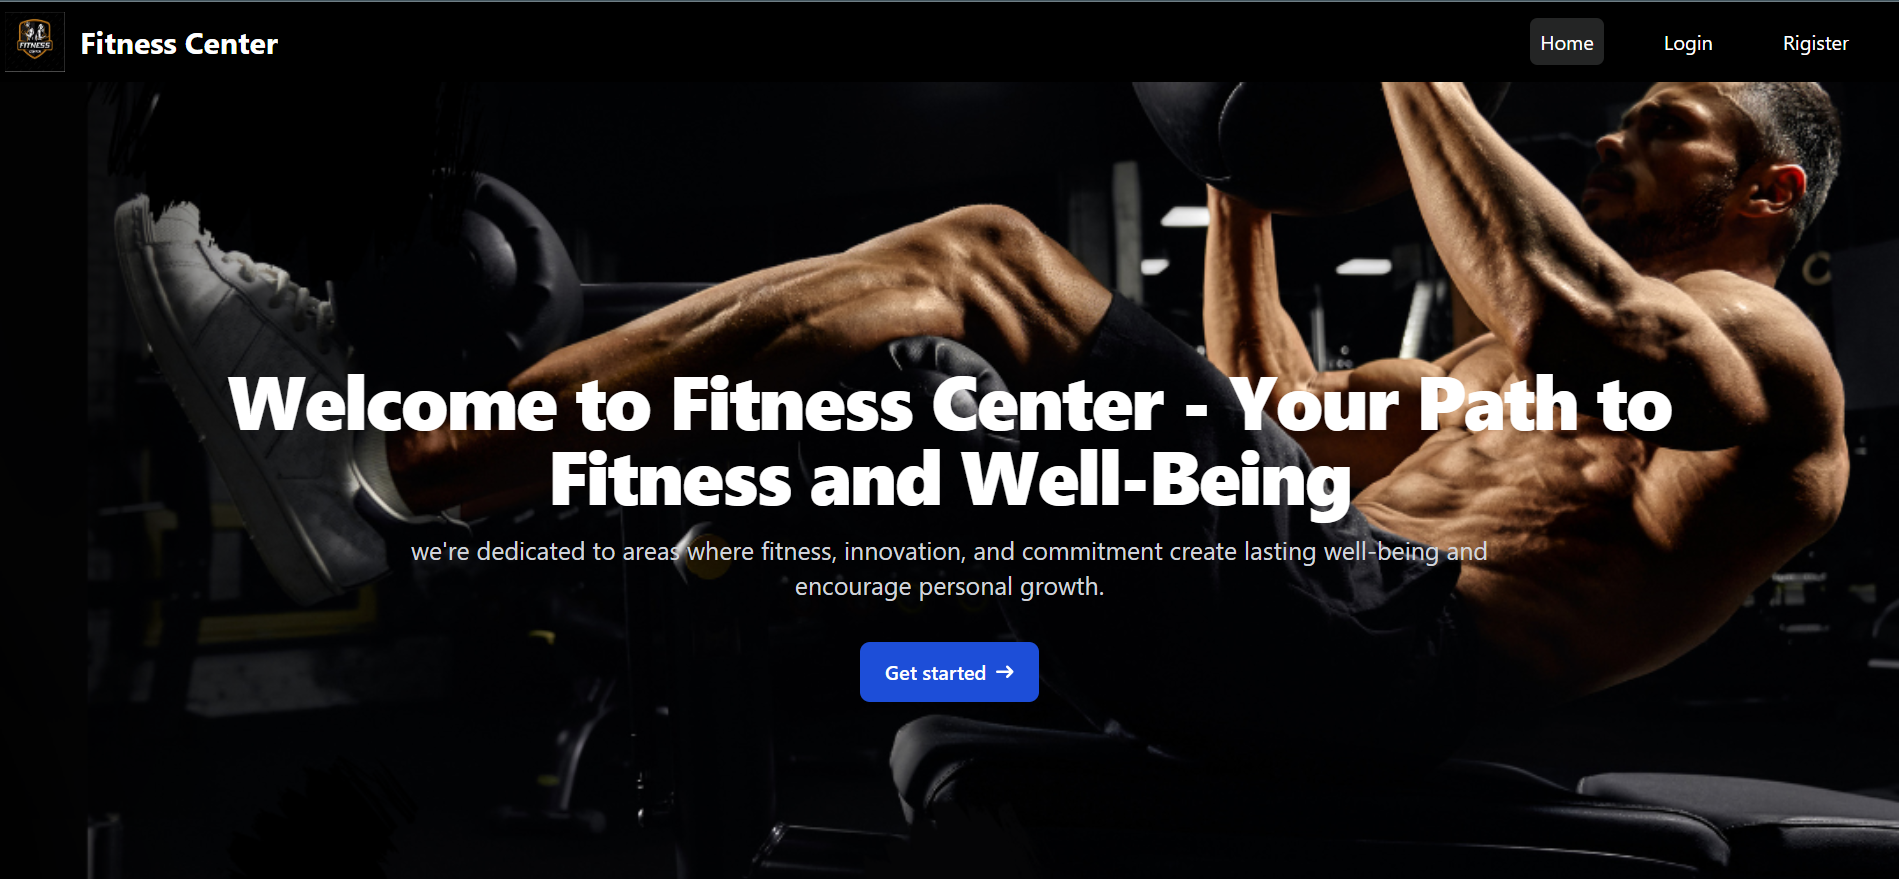 FITNESS
CENTER
Fitness Center
Home
Login
Rigister
Welcome to Fitness Center - Your Path to
Fitness and Well-Being
we're dedicated to areas where fitness, innovation, and commitment create lasting well-being and
encourage personal growth.
Get started →